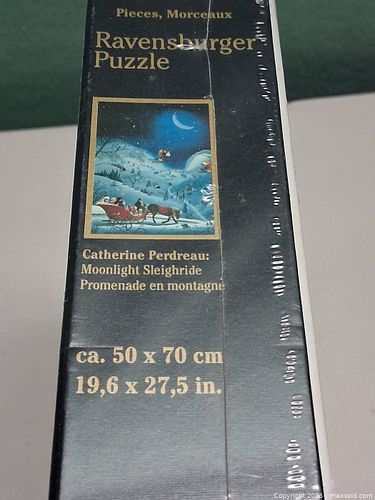 Pieces, Morceaux
Ravensburger®
Puzzle
Catherine Perdreau:
Moonlight Sleighride
Promenade en montagne
ca. 50 x 70 cm
19,6 x 27,5 in.